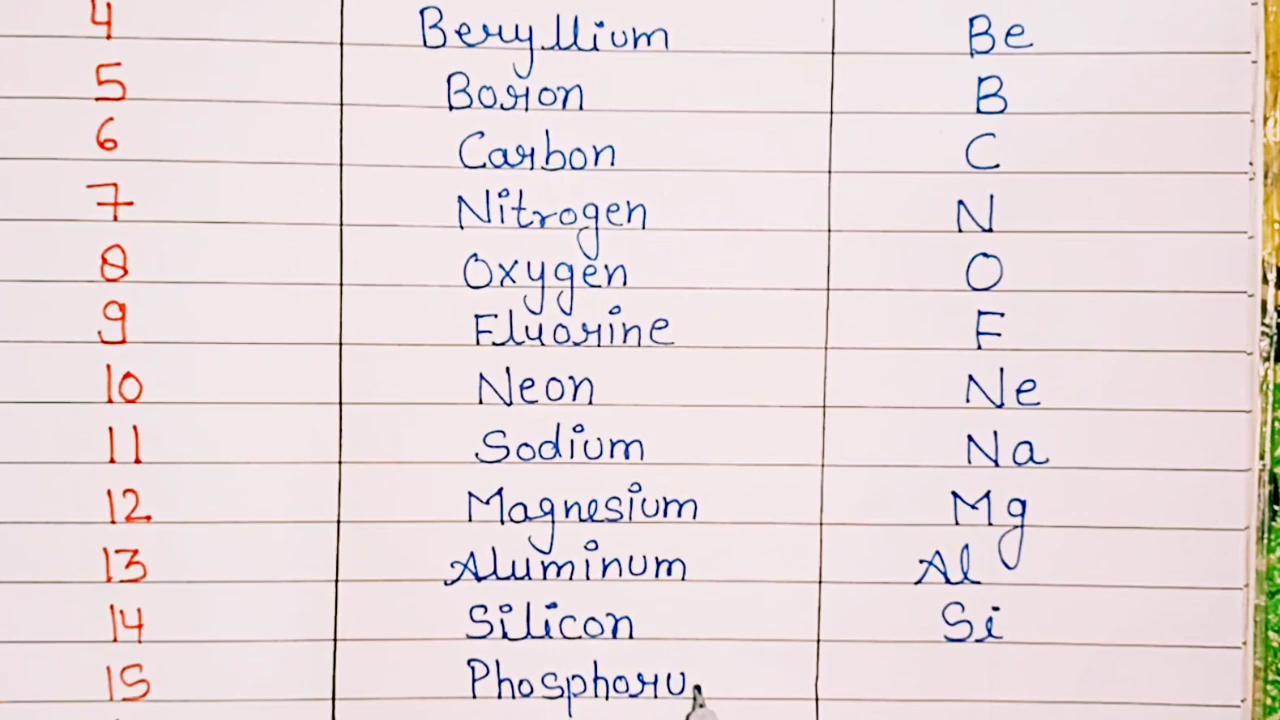 4 Beryllium Be
5 Boron B
6 Carbon C
7 Nitrogen N
8 Oxygen O
9 Fluorine F
10 Neon Ne
11 Sodium Na
12 Magnesium Mg
13 Aluminum Al
14 Silicon Si
15 Phosphoru